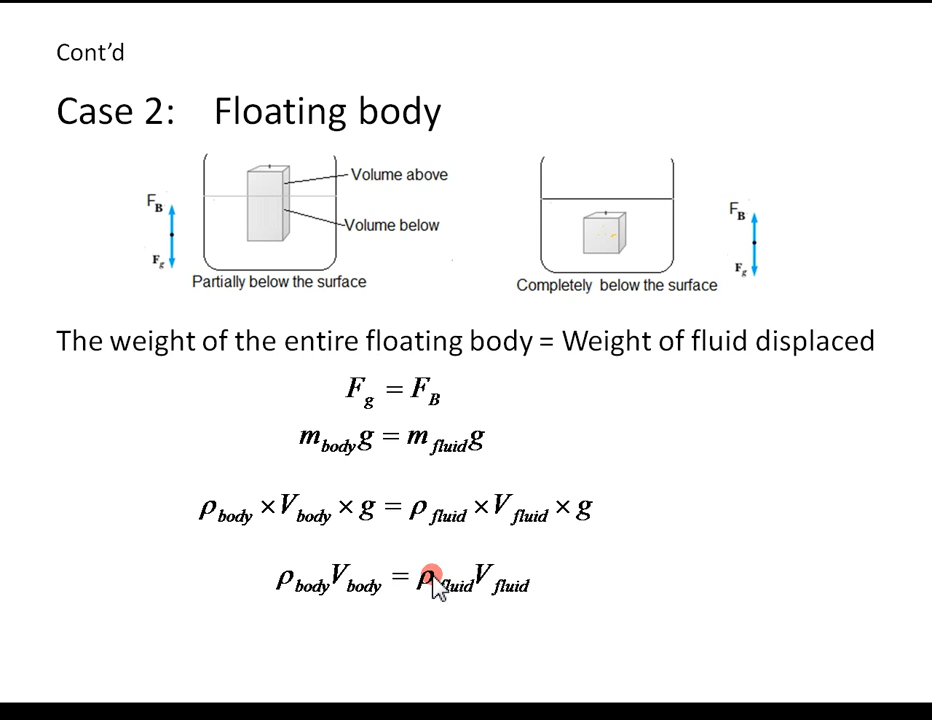 Cont’d
Case 2: Floating body
Volume above
F_B
Volume below
F_g
Partially below the surface
F_B
F_g
Completely below the surface
The weight of the entire floating body = Weight of fluid displaced
F_g = F_B
m_body g = m_fluid g
ρ_body × V_body × g = ρ_fluid × V_fluid × g
ρ_body V_body = ρ_fluid V_fluid